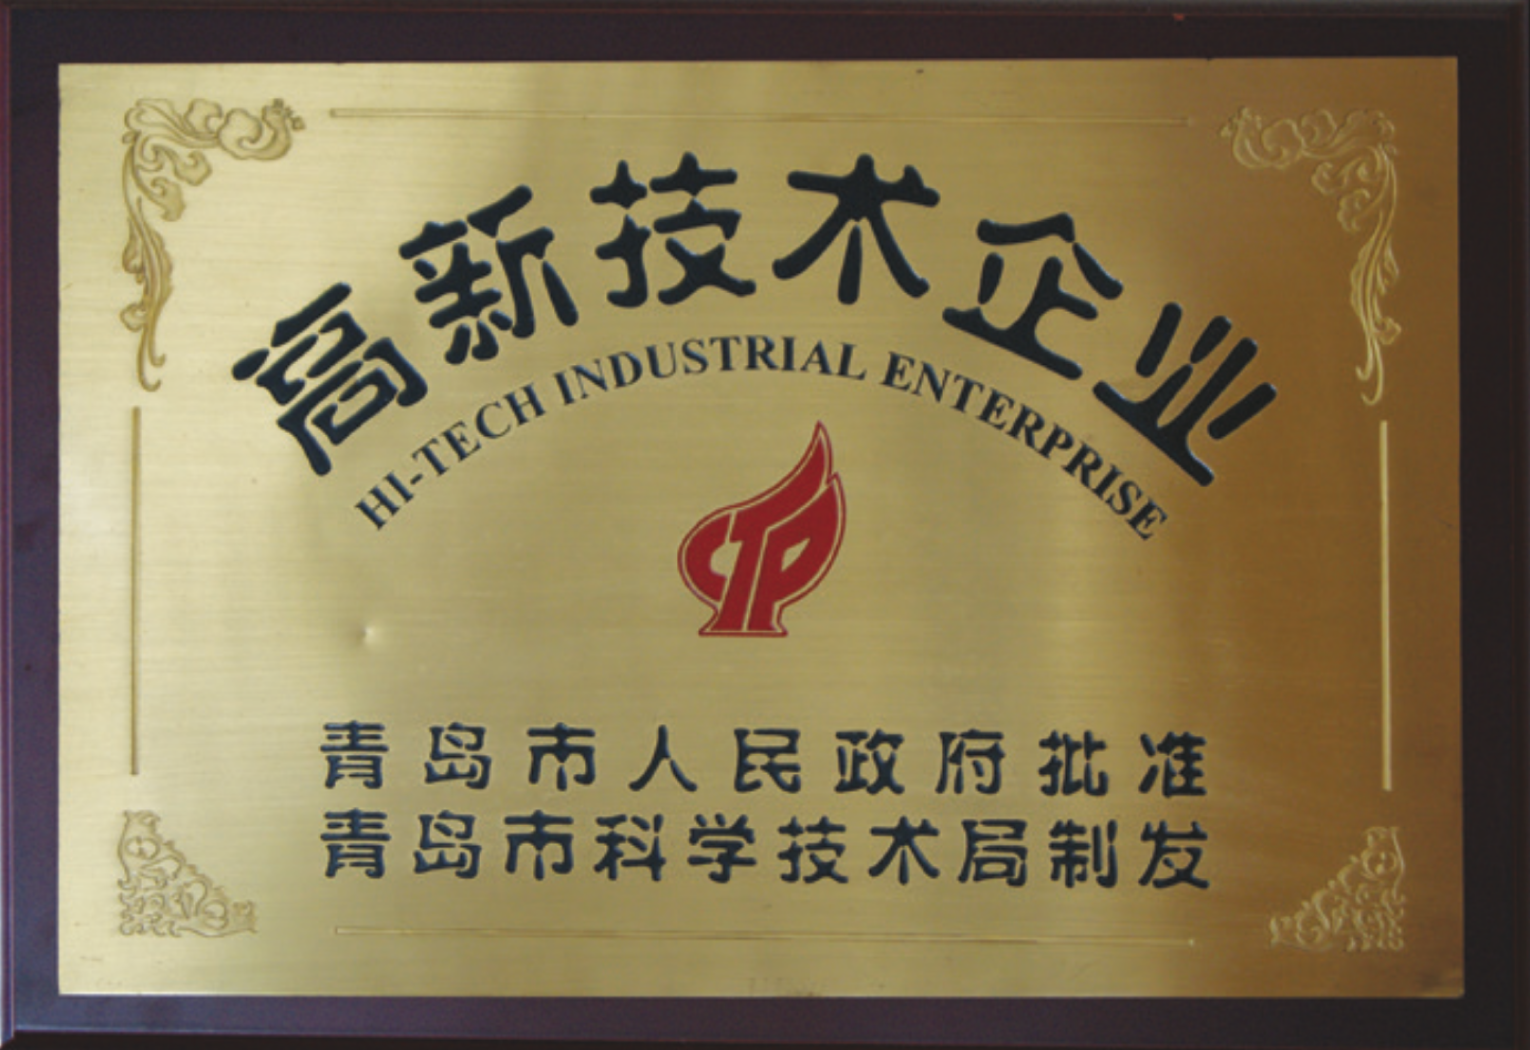 高新技术企业
HI-TECH INDUSTRIAL ENTERPRISE
CTP
青岛市人民政府批准
青岛市科学技术局制发